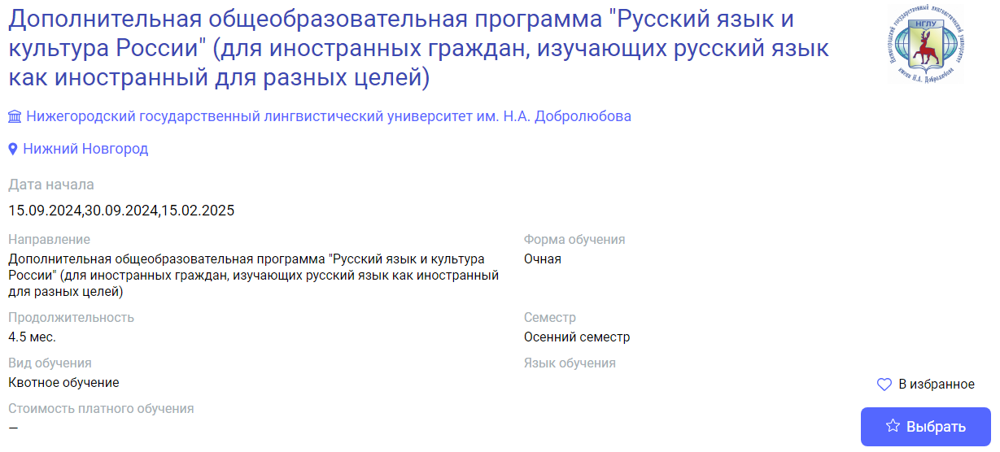 Дополнительная общеобразовательная программа "Русский язык и
культура России" (для иностранных граждан, изучающих русский язык
как иностранный для разных целей)
Нижегородский государственный лингвистический университет
НГЛУ
имени Н.А. Добролюбова
Нижегородский государственный лингвистический университет им. Н.А. Добролюбова
Нижний Новгород
Дата начала
15.09.2024,30.09.2024,15.02.2025
Направление
Дополнительная общеобразовательная программа "Русский язык и культура
России" (для иностранных граждан, изучающих русский язык как иностранный
для разных целей)
Форма обучения
Очная
Продолжительность
4.5 мес.
Семестр
Осенний семестр
Вид обучения
Квотное обучение
Язык обучения
Стоимость платного обучения
—
В избранное
Выбрать